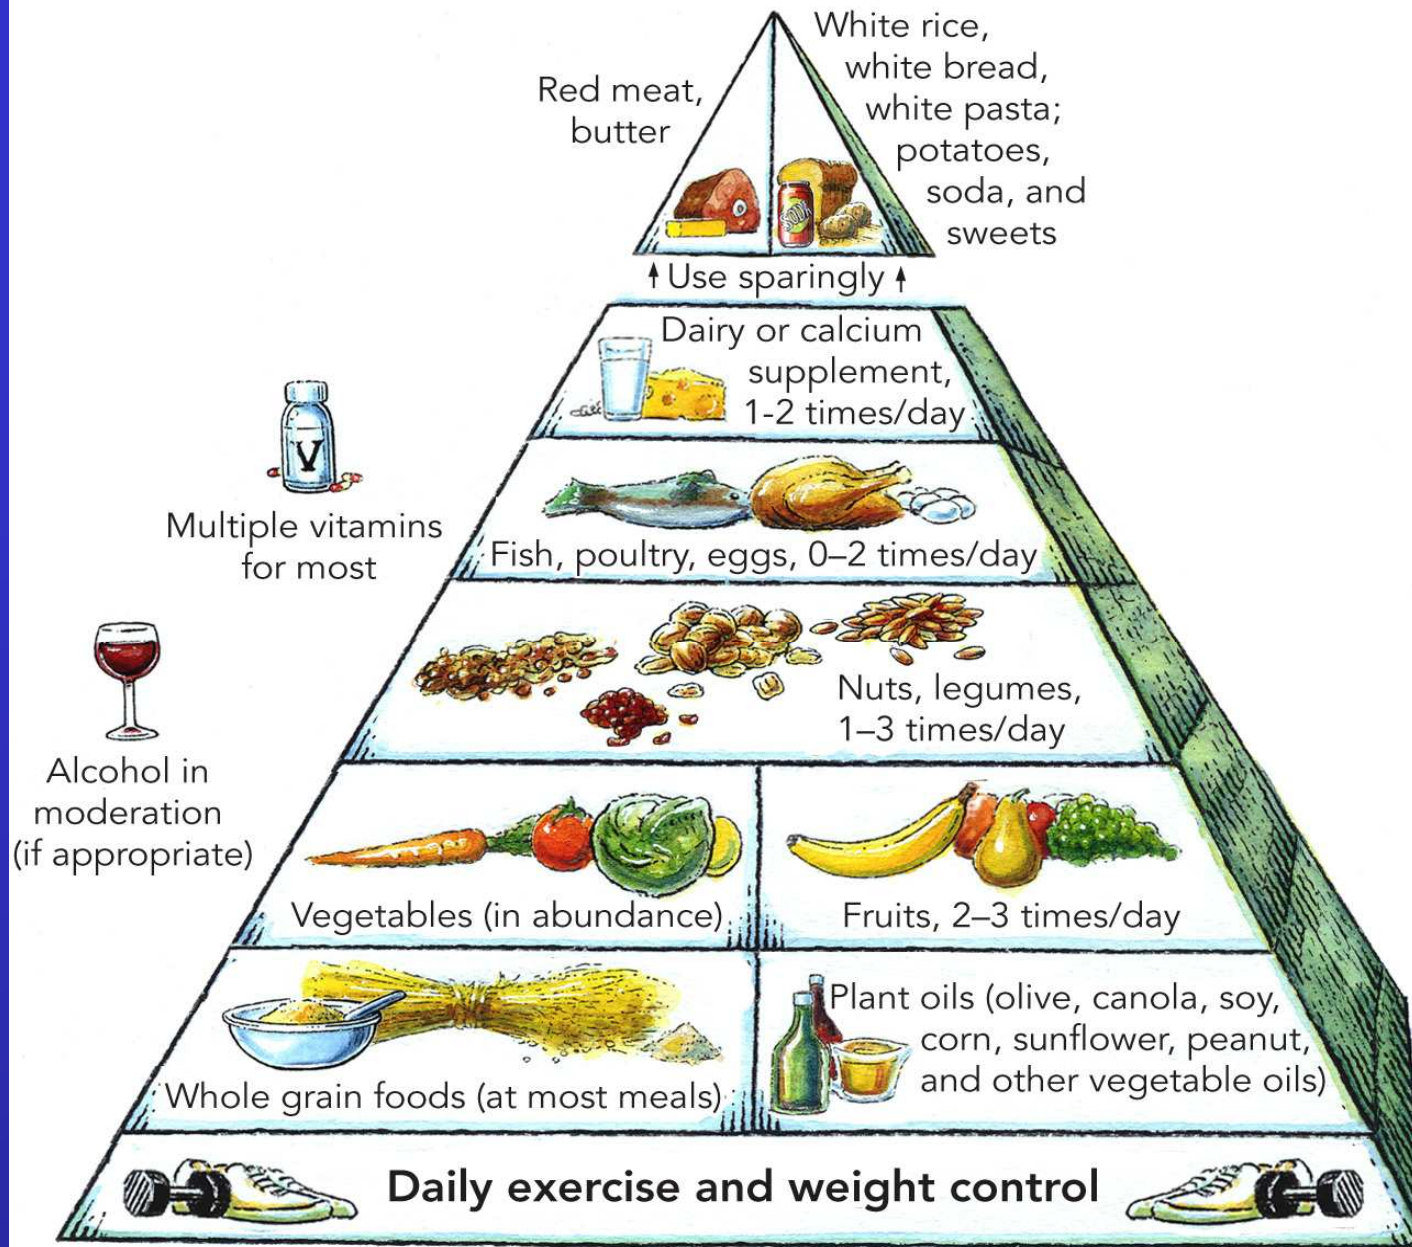 White rice,
white bread,
white pasta;
potatoes,
soda, and
sweets
Red meat,
butter
SODA
Use sparingly
Dairy or calcium
supplement,
1-2 times/day
V
Multiple vitamins
for most
Fish, poultry, eggs, 0–2 times/day
Nuts, legumes,
1–3 times/day
Alcohol in
moderation
(if appropriate)
Vegetables (in abundance)
Fruits, 2–3 times/day
Whole grain foods (at most meals)
Plant oils (olive, canola, soy,
corn, sunflower, peanut,
and other vegetable oils)
Daily exercise and weight control